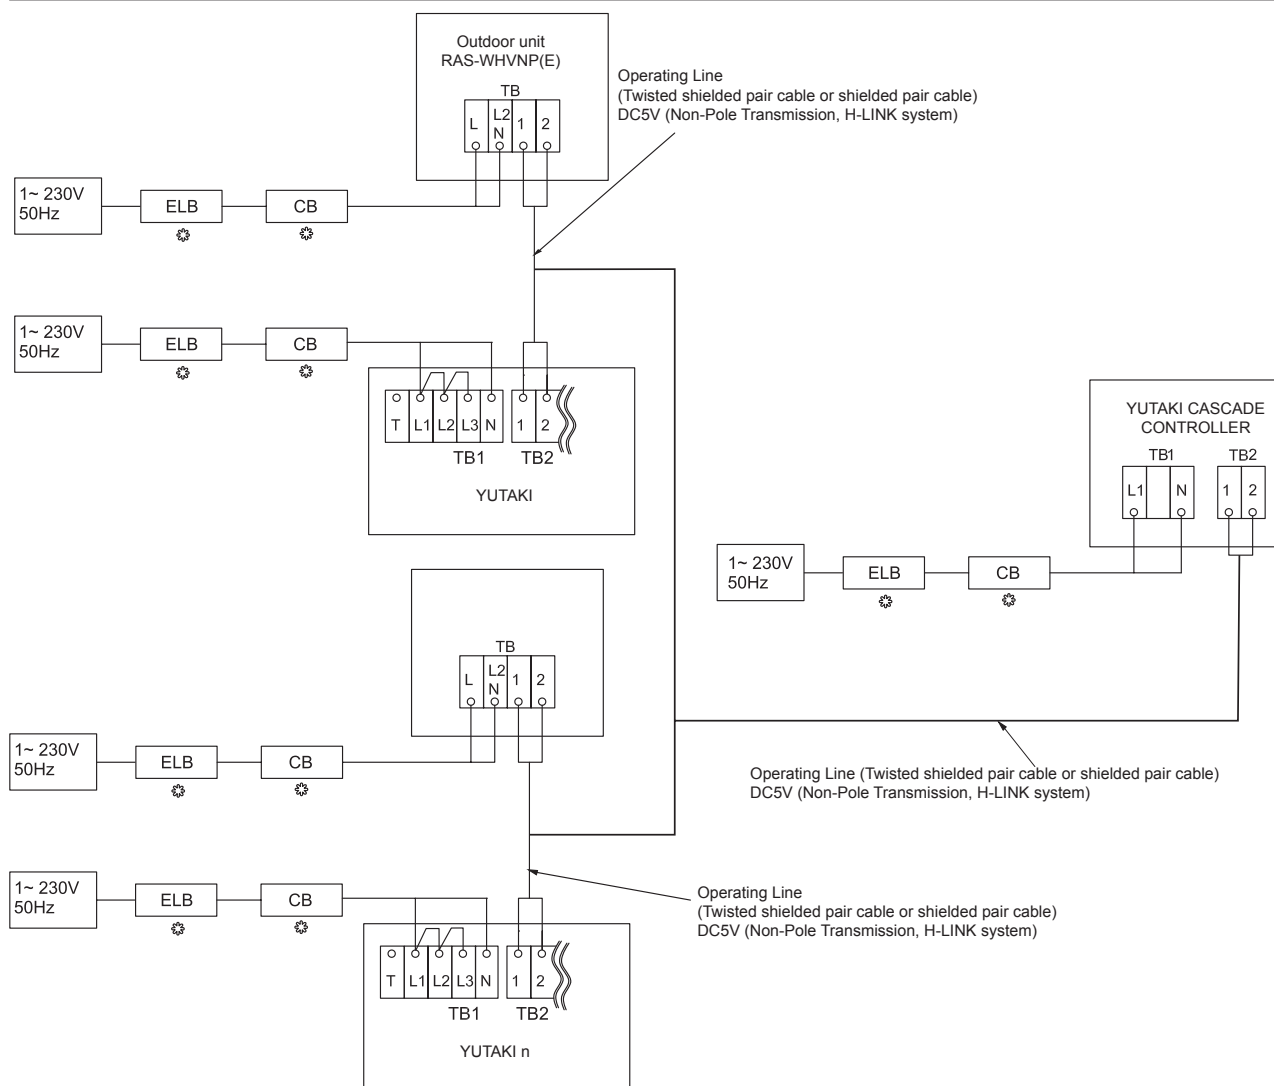 Outdoor unit
RAS-WHVNP(E)
TB
L
L2
N
1
2
Operating Line
(Twisted shielded pair cable or shielded pair cable)
DC5V (Non-Pole Transmission, H-LINK system)
1~ 230V
50Hz
ELB
CB
1~ 230V
50Hz
ELB
CB
T L1 L2 L3 N
1 2
TB1
TB2
YUTAKI
YUTAKI CASCADE
CONTROLLER
TB1
TB2
L1 N
1 2
1~ 230V
50Hz
ELB
CB
TB
L
L2
N
1
2
1~ 230V
50Hz
ELB
CB
Operating Line (Twisted shielded pair cable or shielded pair cable)
DC5V (Non-Pole Transmission, H-LINK system)
1~ 230V
50Hz
ELB
CB
Operating Line
(Twisted shielded pair cable or shielded pair cable)
DC5V (Non-Pole Transmission, H-LINK system)
T L1 L2 L3 N
1 2
TB1
TB2
YUTAKI n